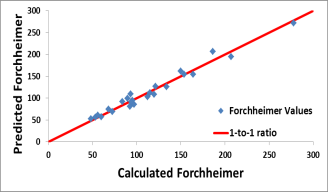 300
250
200
150
100
50
0
Predicted Forchheimer
Forchheimer Values
1-to-1 ratio
0 50 100 150 200 250 300
Calculated Forchheimer